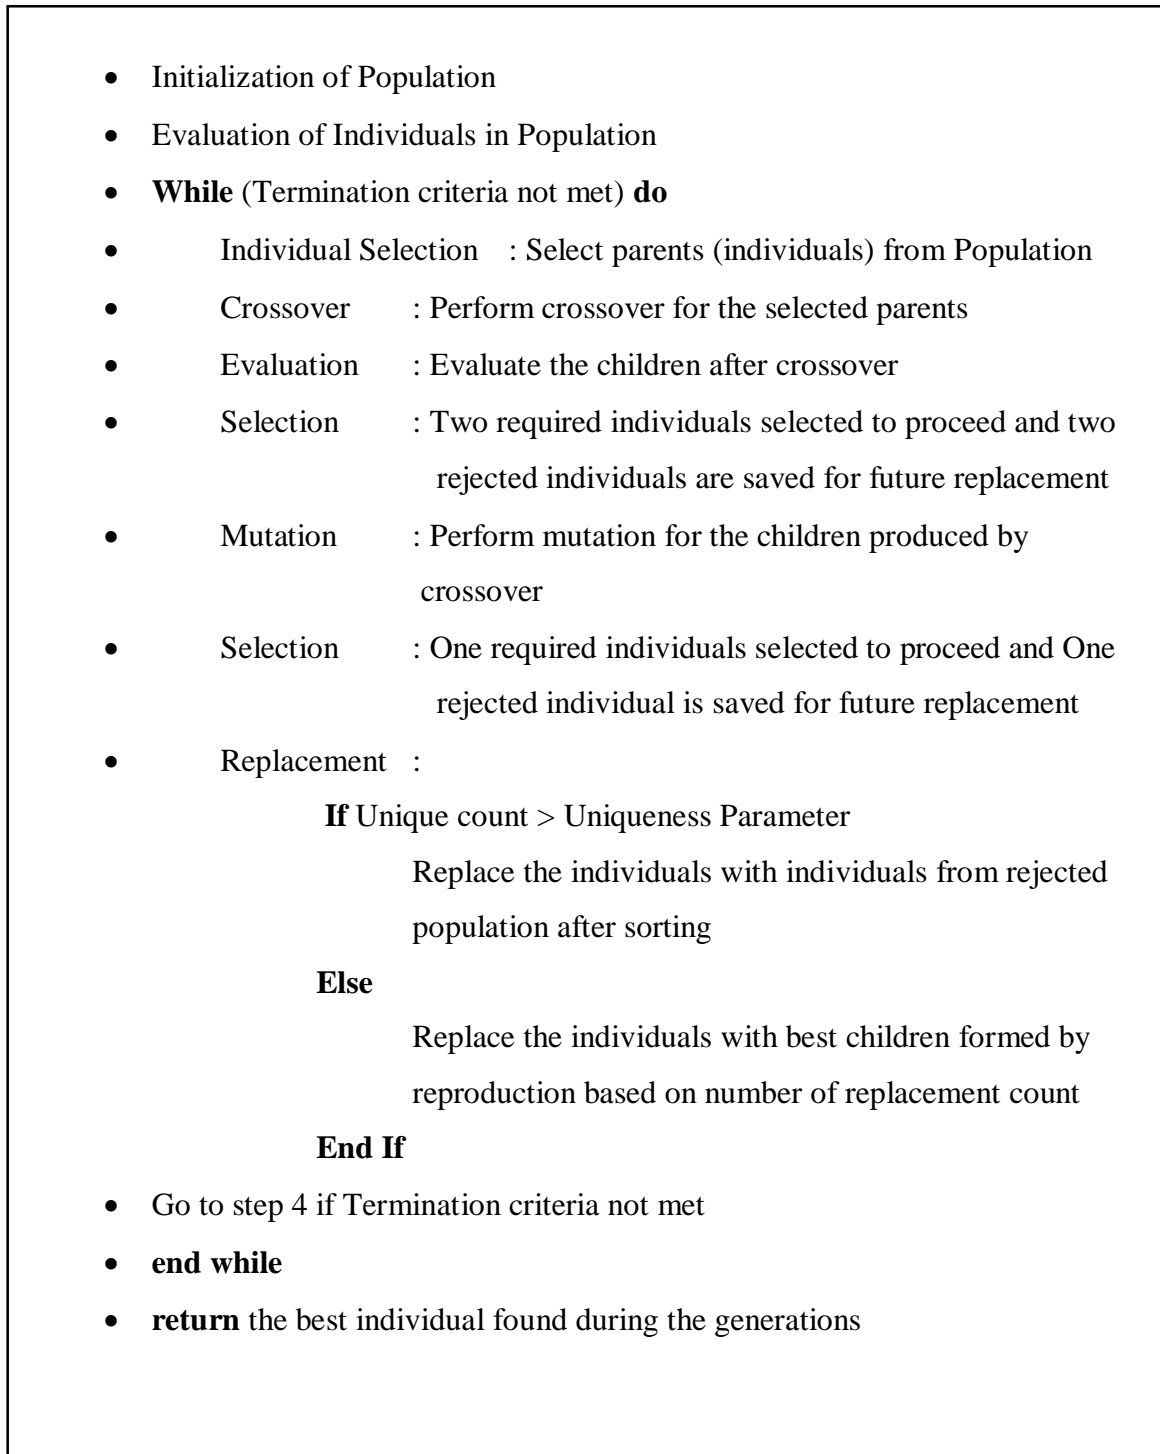 • Initialization of Population
• Evaluation of Individuals in Population
• While (Termination criteria not met) do
• Individual Selection : Select parents (individuals) from Population
• Crossover : Perform crossover for the selected parents
• Evaluation : Evaluate the children after crossover
• Selection : Two required individuals selected to proceed and two
rejected individuals are saved for future replacement
• Mutation : Perform mutation for the children produced by
crossover
• Selection : One required individuals selected to proceed and One
rejected individual is saved for future replacement
• Replacement :
If Unique count > Uniqueness Parameter
Replace the individuals with individuals from rejected
population after sorting
Else
Replace the individuals with best children formed by
reproduction based on number of replacement count
End If
• Go to step 4 if Termination criteria not met
• end while
• return the best individual found during the generations